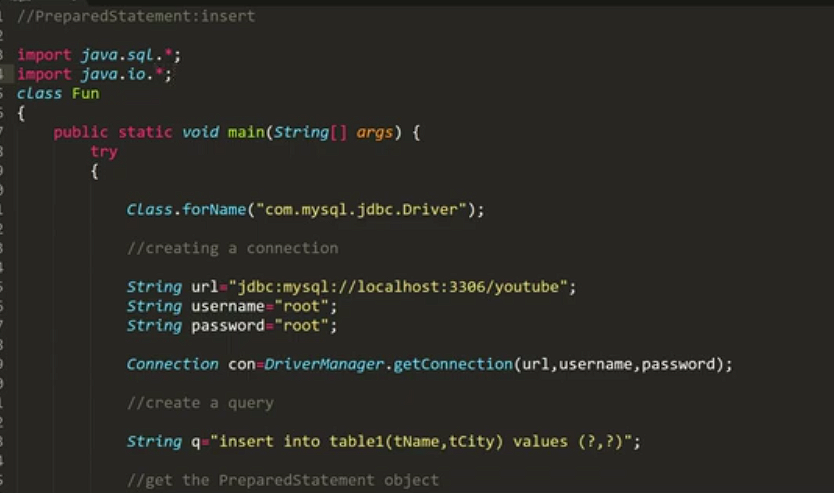 //PreparedStatement:insert
import java.sql.*;
import java.io.*;
class Fun
{
public static void main(String[] args) {
try
{
Class.forName("com.mysql.jdbc.Driver");
//creating a connection
String url="jdbc:mysql://localhost:3306/youtube";
String username="root";
String password="root";
Connection con=DriverManager.getConnection(url,username,password);
//create a query
String q="insert into table1(tName,tCity) values (?,?)";
//get the PreparedStatement object